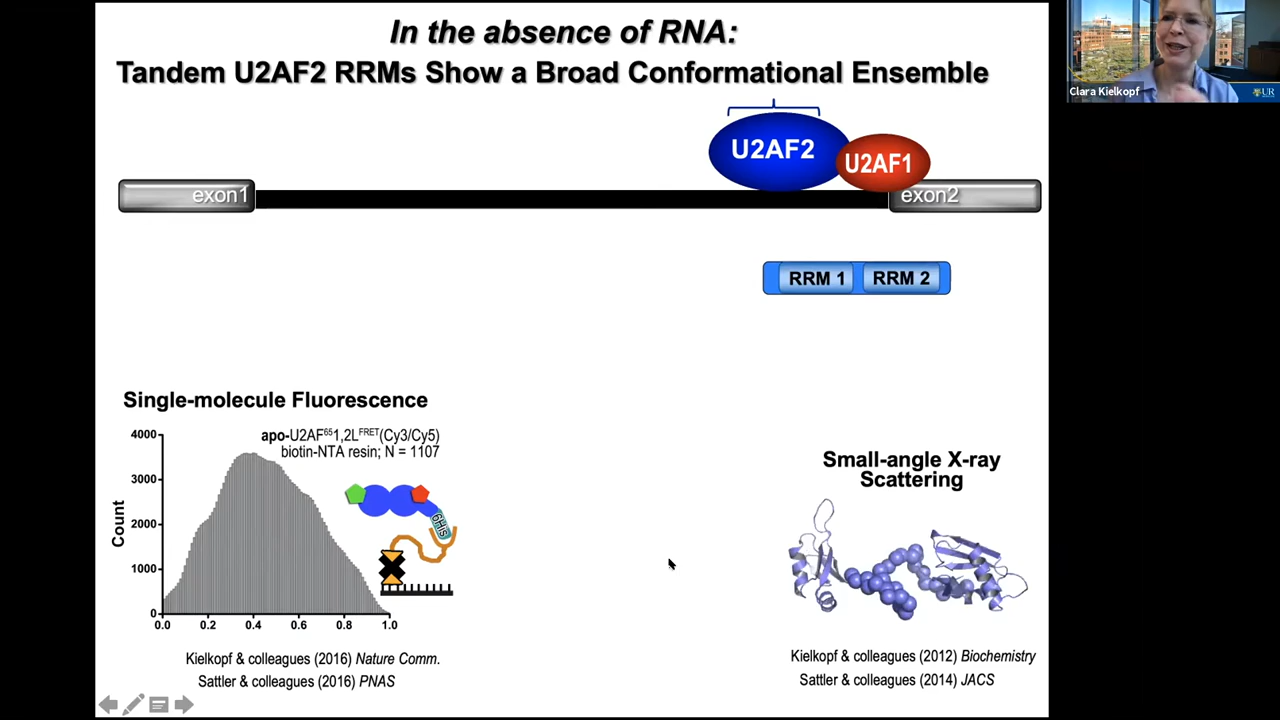 In the absence of RNA:
Tandem U2AF2 RRMs Show a Broad Conformational Ensemble
Clara Kielkopf
UR
U2AF2
U2AF1
exon1
exon2
RRM 1
RRM 2
Single-molecule Fluorescence
apo-U2AF651,2LFRET(Cy3/Cy5)
biotin-NTA resin; N = 1107
4000
3000
2000
1000
0
Count
0.0 0.2 0.4 0.6 0.8 1.0
6His
Kielkopf & colleagues (2016) Nature Comm.
Sattler & colleagues (2016) PNAS
Small-angle X-ray
Scattering
Kielkopf & colleagues (2012) Biochemistry
Sattler & colleagues (2014) JACS